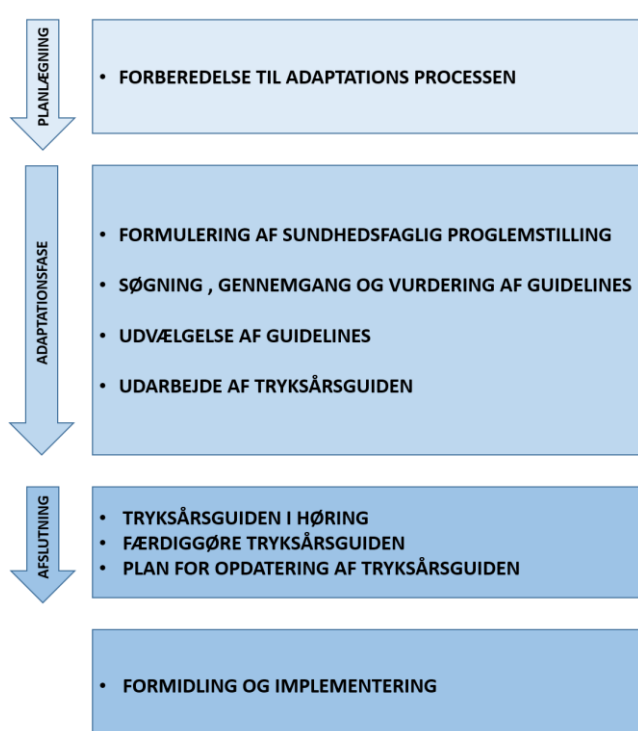 PLANLÆGNING
• FORBEREDELSE TIL ADAPTATIONS PROCESSEN
ADAPTATIONSFASE
• FORMULERING AF SUNDHEDSFAGLIG PROGLEMSTILLING
• SØGNING , GENNEMGANG OG VURDERING AF GUIDELINES
• UDVÆLGELSE AF GUIDELINES
• UDARBEJDE AF TRYKSÅRSGUIDEN
AFSLUTNING
• TRYKSÅRSGUIDEN I HØRING
• FÆRDIGGØRE TRYKSÅRSGUIDEN
• PLAN FOR OPDATERING AF TRYKSÅRSGUIDEN
• FORMIDLING OG IMPLEMENTERING